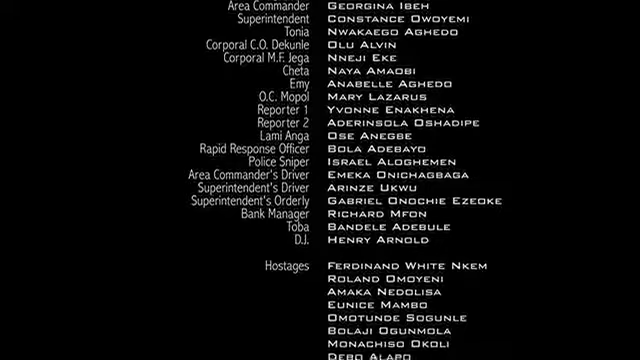 Area Commander Georgina Ibeh
Superintendent Constance Owoyemi
Tonia Nwakaego Aghedo
Corporal C.O. Dekunle Olu Alvin
Corporal M.F. Jega Nneji Eke
Cheta Naya Amaobi
Emy Anabelle Aghedo
O.C. Mopol Mary Lazarus
Reporter 1 Yvonne Enakhena
Reporter 2 Aderinsola Oshadipe
Lami Anga Ose Anegbe
Rapid Response Officer Bola Adebayo
Police Sniper Israel Aloghemen
Area Commander's Driver Emeka Onichagbaga
Superintendent's Driver Arinze Ukwu
Superintendent's Orderly Gabriel Onochie Ezeoke
Bank Manager Richard Mfon
Toba Bandele Adebule
D.J. Henry Arnold
Hostages Ferdinand White Nkem
Roland Omoyeni
Amaka Nedolisa
Eunice Mambo
Omotunde Sogunle
Bolaji Ogunmola
Monachiso Okoli
Debo Alapo